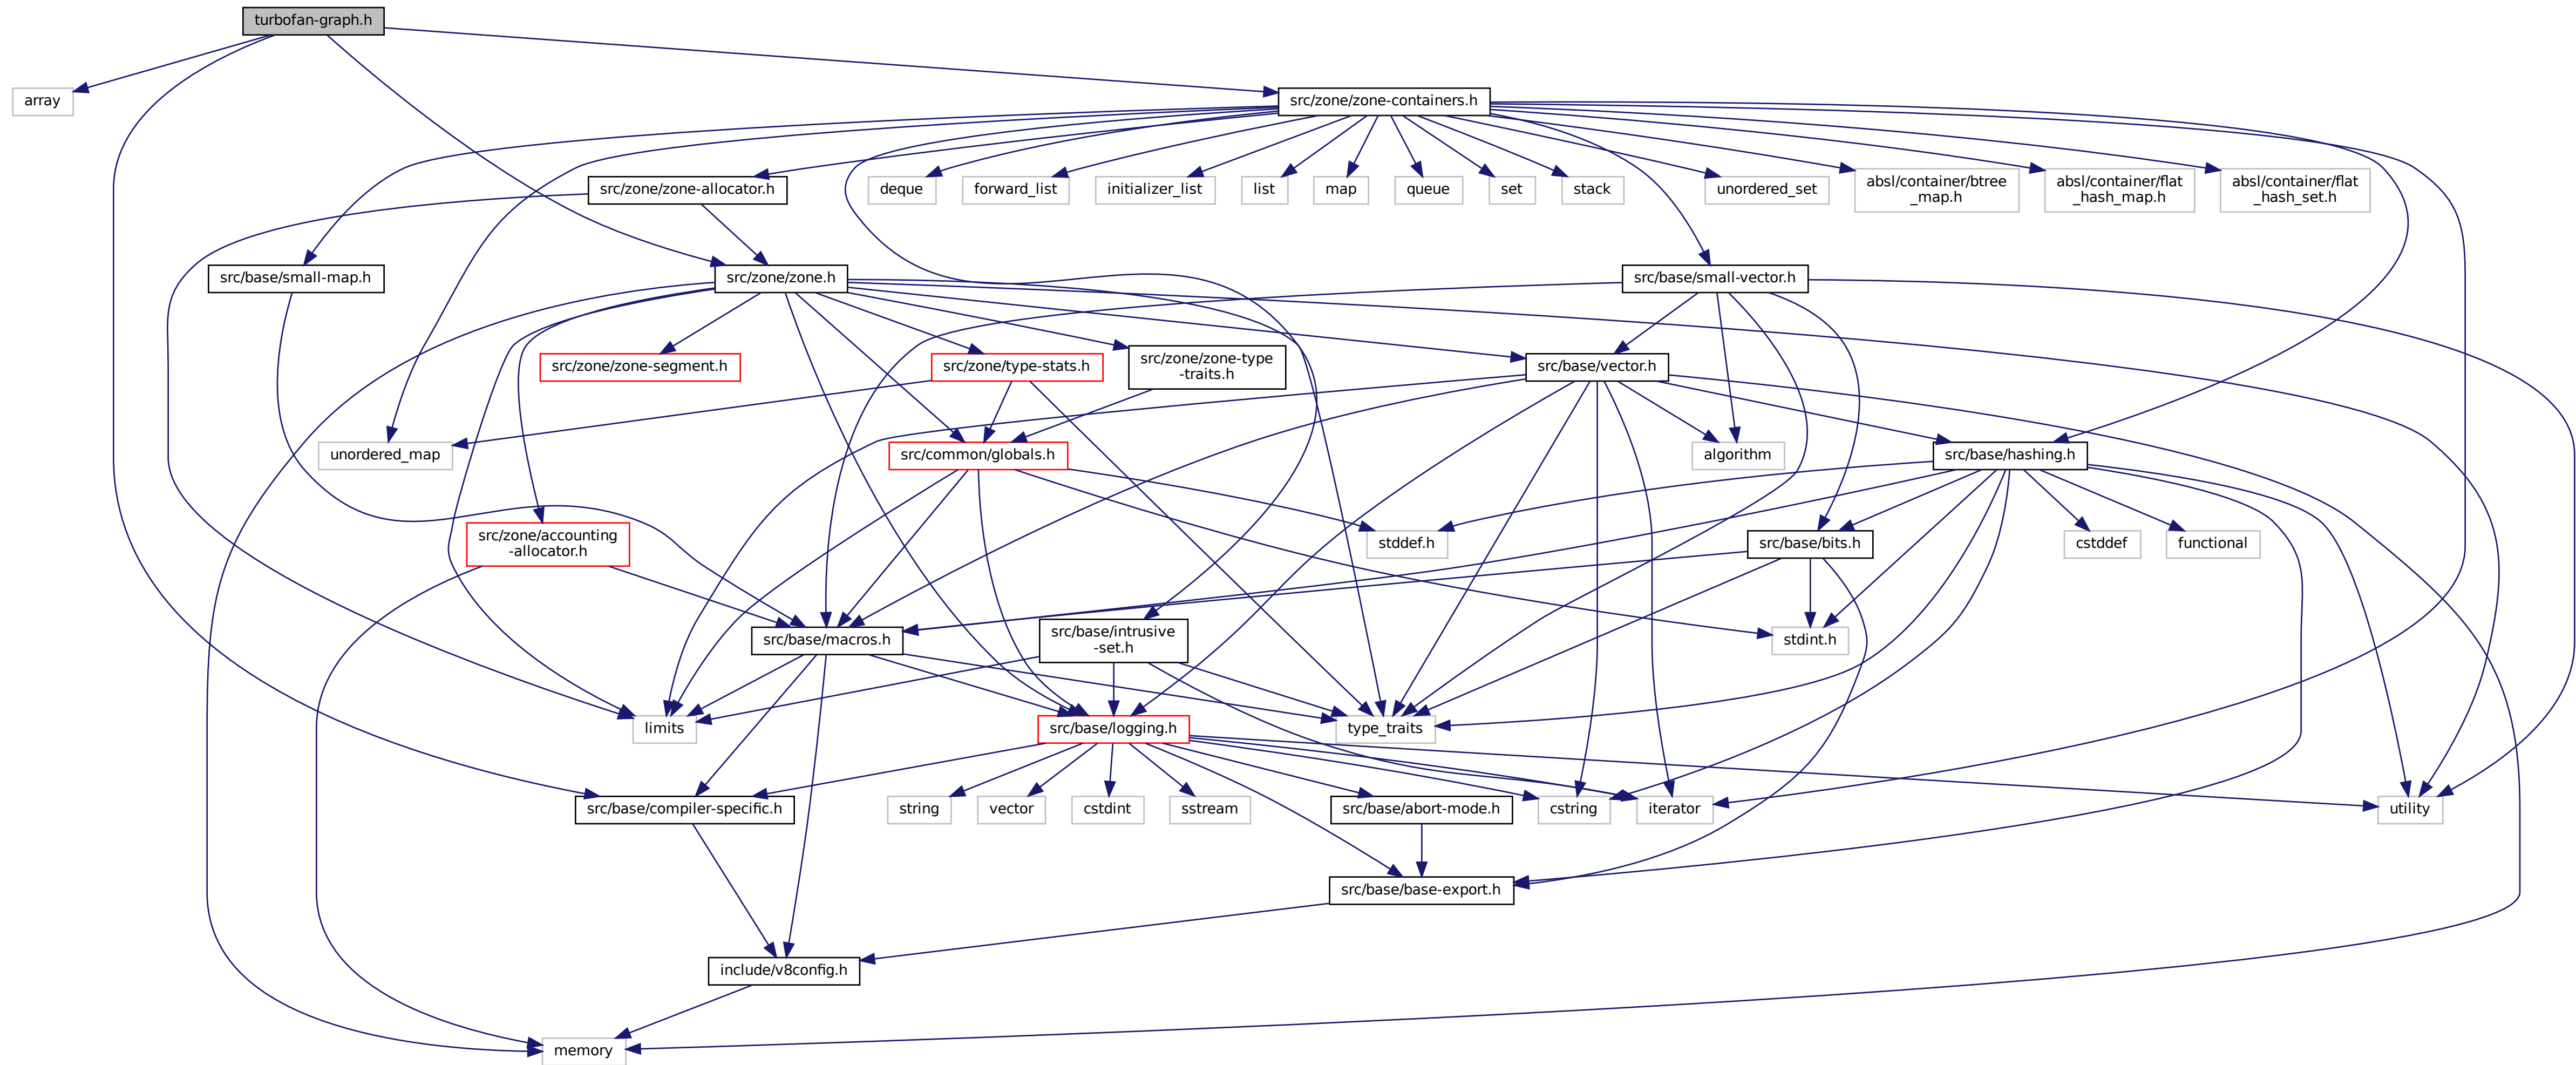 turbofan-graph.h
array
src/zone/zone-containers.h
src/zone/zone-allocator.h
deque
forward_list
initializer_list
list
map
queue
set
stack
unordered_set
absl/container/btree
_map.h
absl/container/flat
_hash_map.h
absl/container/flat
_hash_set.h
src/base/small-map.h
src/zone/zone.h
src/base/small-vector.h
src/zone/zone-segment.h
src/zone/type-stats.h
src/zone/zone-type
-traits.h
src/base/vector.h
unordered_map
src/common/globals.h
algorithm
src/base/hashing.h
src/zone/accounting
-allocator.h
stddef.h
src/base/bits.h
cstddef
functional
src/base/macros.h
src/base/intrusive
-set.h
stdint.h
limits
src/base/logging.h
type_traits
src/base/compiler-specific.h
string
vector
cstdint
sstream
src/base/abort-mode.h
cstring
iterator
utility
src/base/base-export.h
include/v8config.h
memory